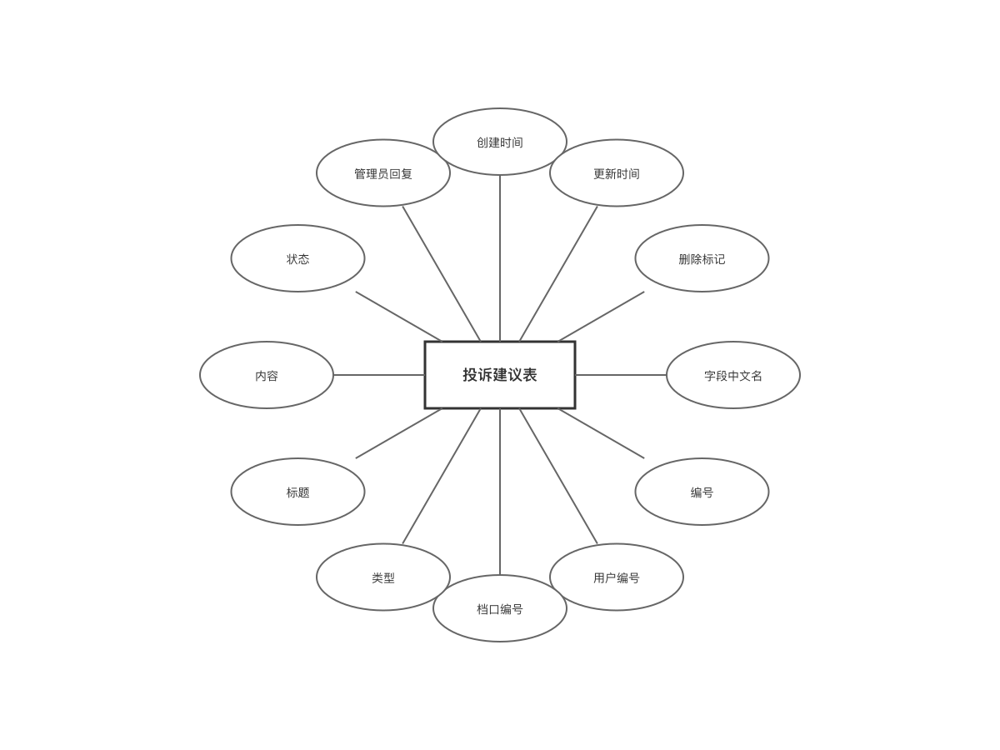 创建时间
管理员回复
更新时间
状态
删除标记
内容
投诉建议表
字段中文名
标题
编号
类型
用户编号
档口编号